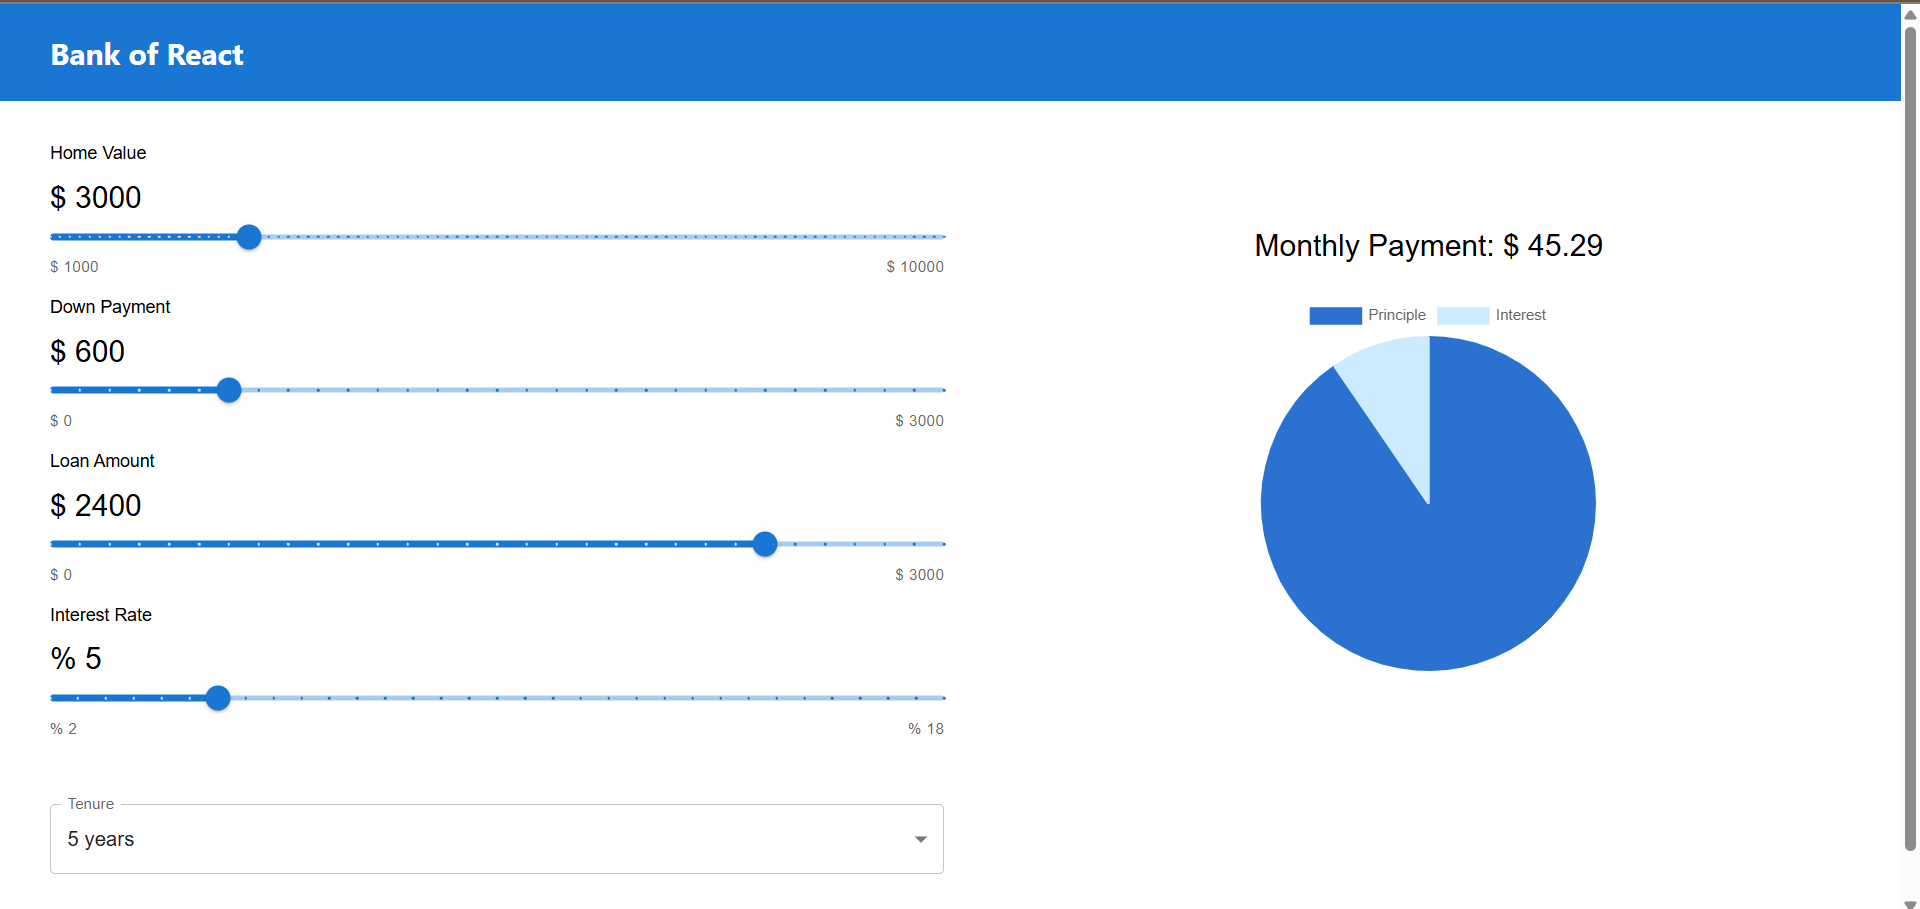 Bank of React
Home Value
$ 3000
$ 1000 $ 10000
Down Payment
$ 600
$ 0 $ 3000
Loan Amount
$ 2400
$ 0 $ 3000
Interest Rate
% 5
% 2 % 18
Tenure
5 years
Monthly Payment: $ 45.29
Principle Interest